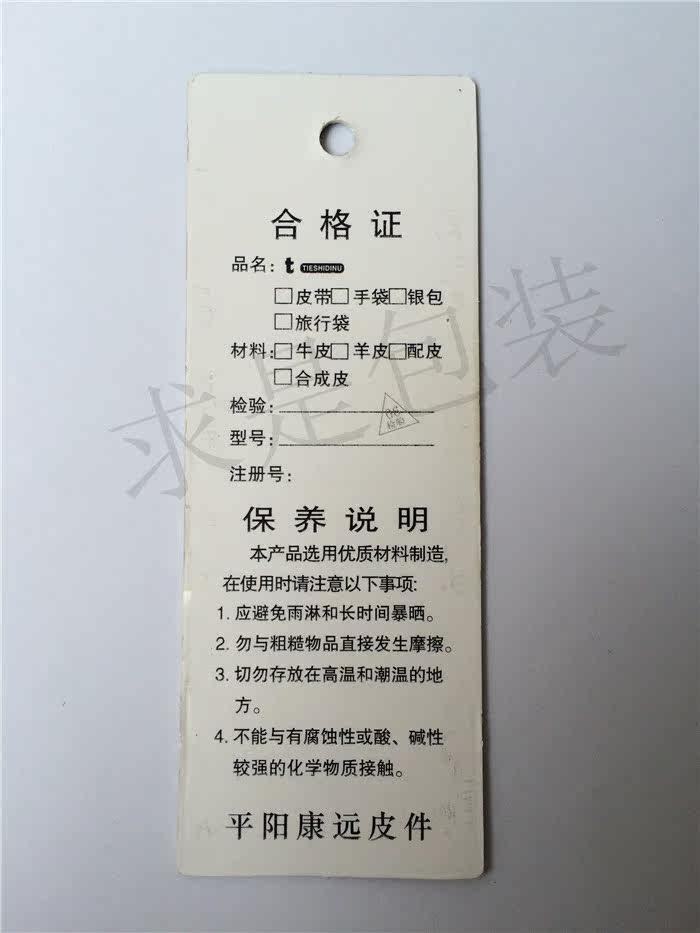 合格证
品名: t TIESHIDINU
□皮带□手袋□银包
□旅行袋
材料:□牛皮□羊皮□配皮
□合成皮
检验:
检验
型号:
注册号:
求是包装
保养说明
本产品选用优质材料制造,
在使用时请注意以下事项:
1. 应避免雨淋和长时间暴晒。
2. 勿与粗糙物品直接发生摩擦。
3. 切勿存放在高温和潮温的地
方。
4. 不能与有腐蚀性或酸、碱性
较强的化学物质接触。
平阳康远皮件